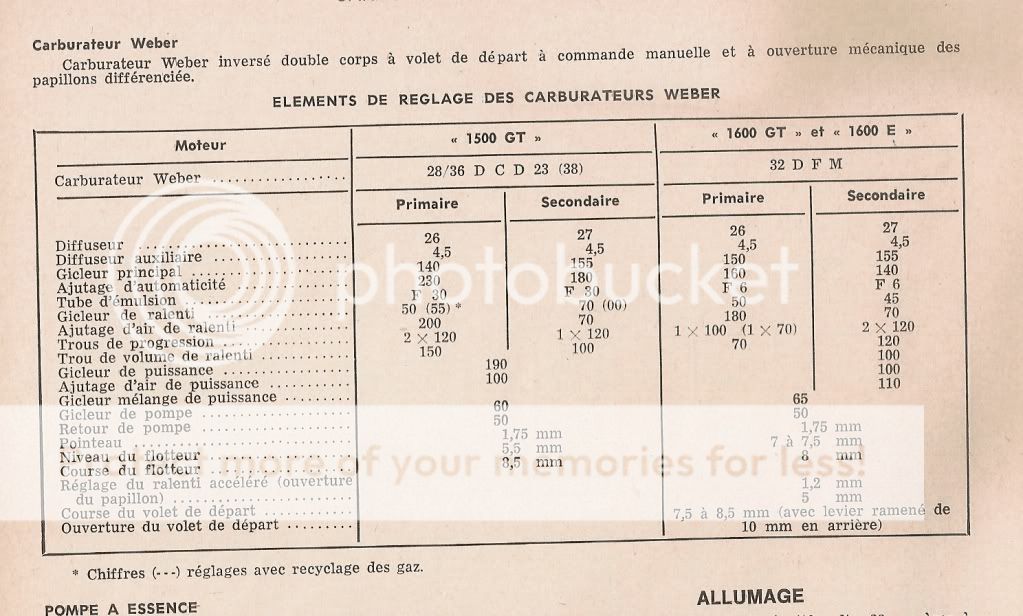 Carburateur Weber
Carburateur Weber inversé double corps à volet de départ à commande manuelle et à ouverture mécanique des
papillons différenciée.
ELEMENTS DE REGLAGE DES CARBURATEURS WEBER
Moteur « 1500 GT » « 1600 GT » et « 1600 E »
Carburateur Weber 28/36 D C D 23 (38) 32 D F M
Primaire Secondaire Primaire Secondaire
Diffuseur 26 27 26 27
Diffuseur auxiliaire 4,5 4,5 4,5 4,5
Gicleur principal 140 155 150 155
Ajutage d'automaticité 230 180 160 140
Tube d'émulsion F 30 F 30 F 6 F 6
Gicleur de ralenti 50 (55) * 70 (00) 50 45
Ajutage d'air de ralenti 200 70 180 70
Trous de progression 2 × 120 1 × 120 1 × 100 (1 × 70) 2 × 120
Trou de volume de ralenti 150 100 70 120
Gicleur de puissance 190 100
Ajutage d'air de puissance 100 100
Gicleur mélange de puissance 110
Gicleur de pompe 60 65
Retour de pompe 50 50
Pointeau 1,75 mm 1,75 mm
Niveau du flotteur 5,5 mm 7 à 7,5 mm
Course du flotteur 8,5 mm 8 mm
Réglage du ralenti accéléré (ouverture
du papillon) 1,2 mm
Course du volet de départ 5 mm
Ouverture du volet de départ 7,5 à 8,5 mm (avec levier ramené de
10 mm en arrière)
* Chiffres (---) réglages avec recyclage des gaz.
POMPE A ESSENCE ALLUMAGE
photobucket
more of your memories for less!